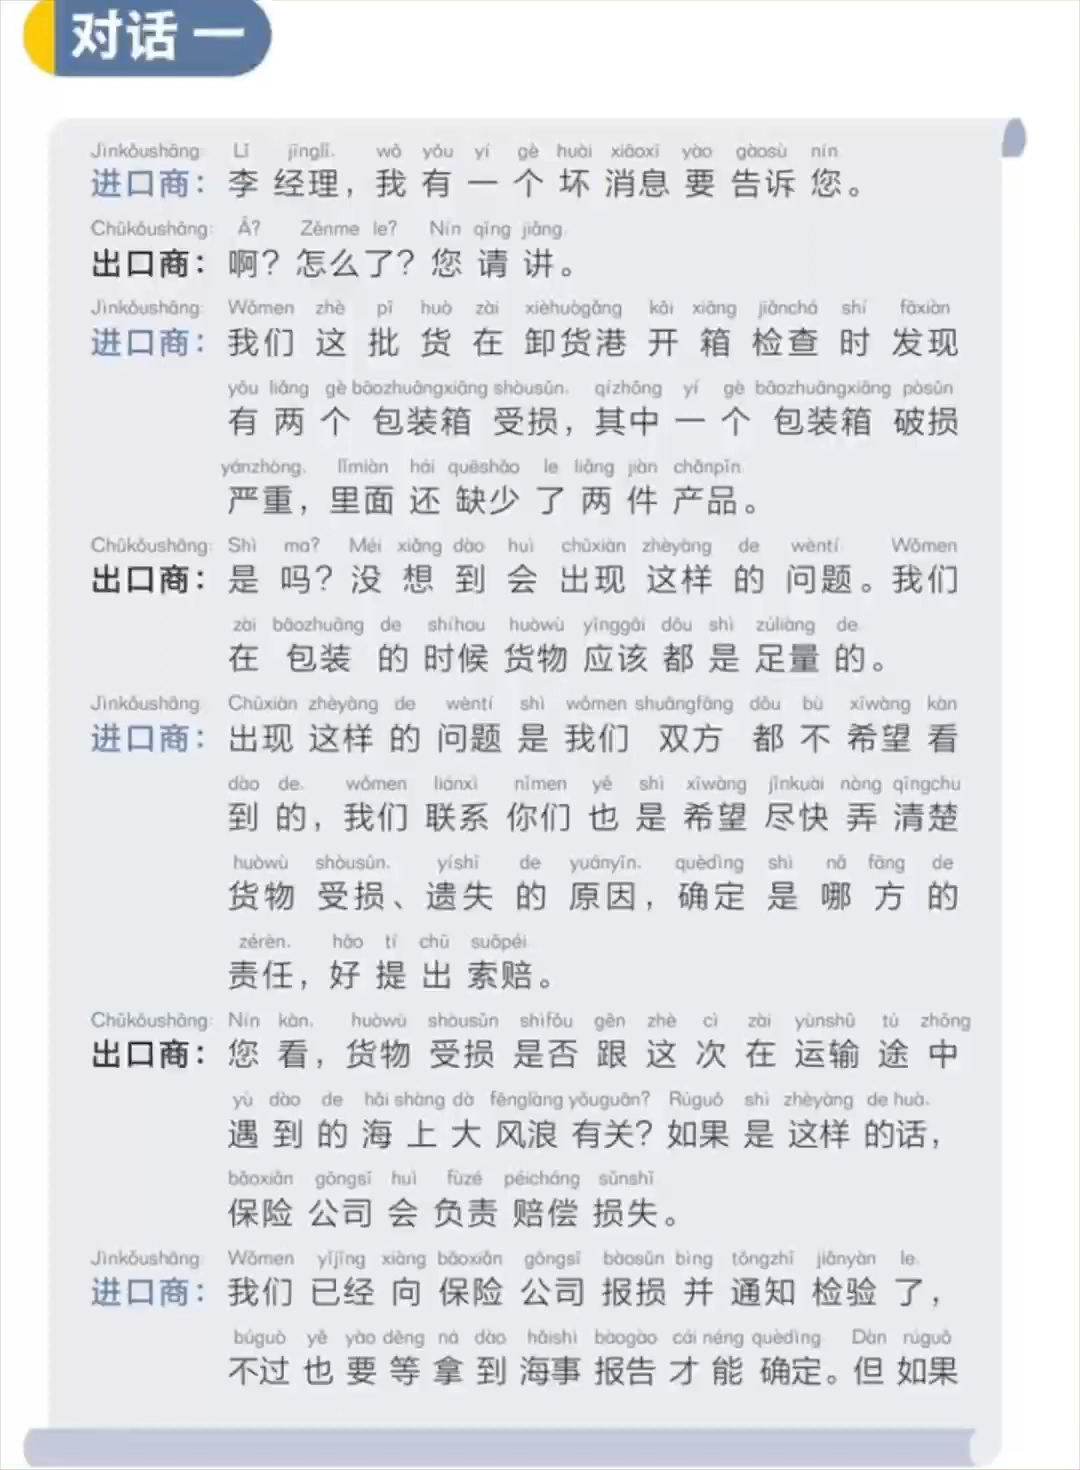 对话一
Jìnkǒushāng: Lǐ jīnglǐ, wǒ yǒu yí gè huài xiāoxi yào gàosù nín.
进口商：李经理，我有一个坏消息要告诉您。
Chūkǒushāng: Á? Zěnme le? Nín qǐng jiǎng.
出口商：啊？怎么了？您请讲。
Jìnkǒushāng: Wǒmen zhè pī huò zài xièhuògǎng kāi xiāng jiǎnchá shí fāxiàn
进口商：我们这批货在卸货港开箱检查时发现
yǒu liǎng gè bāozhuāngxiāng shòusǔn, qízhōng yí gè bāozhuāngxiāng pòsǔn
有两个包装箱受损，其中一个包装箱破损
yánzhòng, lǐmiàn hái quēshǎo le liǎng jiàn chǎnpǐn.
严重，里面还缺少了两件产品。
Chūkǒushāng: Shì ma? Méi xiǎng dào huì chūxiàn zhèyàng de wèntí. Wǒmen
出口商：是吗？没想到会出现这样的问题。我们
zài bāozhuāng de shíhou huòwù yīnggāi dōu shì zúliàng de.
在包装的时候货物应该都是足量的。
Jìnkǒushāng: Chūxiàn zhèyàng de wèntí shì wǒmen shuāngfāng dōu bù xīwàng kàn
进口商：出现这样的问题是我们双方都不希望看
dào de, wǒmen liánxì nǐmen yě shì xīwàng jǐnkuài nòng qīngchu
到的，我们联系你们也是希望尽快弄清楚
huòwù shòusǔn, yíshī de yuányīn, quèdìng shì nǎ fāng de
货物受损、遗失的原因，确定是哪方的
zérèn, hǎo tí chū suǒpéi.
责任，好提出索赔。
Chūkǒushāng: Nín kàn, huòwù shòusǔn shìfǒu gēn zhè cì zài yùnshū tú zhōng
出口商：您看，货物受损是否跟这次在运输途中
yù dào de hǎi shàng dà fēnglàng yǒuguān? Rúguǒ shì zhèyàng de huà,
遇到的海上大风浪有关？如果是这样的话，
bǎoxiǎn gōngsī huì fùzé péicháng sǔnshī.
保险公司会负责赔偿损失。
Jìnkǒushāng: Wǒmen yǐjīng xiàng bǎoxiǎn gōngsī bàosǔn bìng tōngzhī jiǎnyàn le,
进口商：我们已经向保险公司报损并通知检验了，
búguò yě yào děng ná dào hǎishì bàogào cái néng quèdìng. Dàn rúguǒ
不过也要等拿到海事报告才能确定。但如果